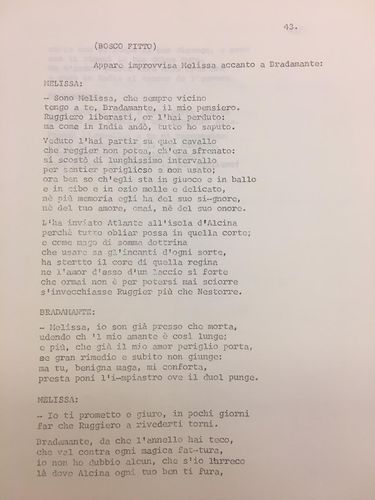 43.
(BOSCO FITTO)
Appare improvvisa Melissa accanto a Bradamante:
MELISSA:
- Sono Melissa, che sempre vicino
tengo a te, Bradamante, il mio pensiero.
Ruggiero liberasti, or l'hai perduto:
ma come in India andò, tutto ho saputo.
Veduto l'hai partir su quel cavallo
che reggier non potea, ch'era sfrenato:
si scostò di lunghissimo intervallo
per sentier periglioso e non usato;
ora ben so ch'egli sta in giuoco e in ballo
e in cibo e in ozio molle e delicato,
nè più memoria egli ha del suo si-gnore,
nè del tuo amore, omai, nè del suo onore.
L'ha inviato Atlante all'isola d'Alcina
perchè tutto obliar possa in quella corte;
e come mago di somma dottrina
che usare sa gl'incanti d'ogni sorte,
ha stertto il core di quella regina
ne l'amor d'esso d'un laccio sì forte
che ormai non è per potersi mai sciorre
s'invecchiasse Ruggier più che Nestorre.
BRADAMANTE:
- Melissa, io son già presso che morta,
udendo ch 'l mio amante è così lunge;
e più, che già il mio amor periglio porta,
se gran rimedio e subito non giunge:
ma tu, benigna maga, mi conforta,
presta poni l'i-mpiastro ove il duol punge.
MELISSA:
- Io ti prometto e giuro, in pochi giorni
far che Ruggiero a rivederti torni.
Bradamante, da che l'annello hai teco,
che val contra ogni magica fat-tura,
io non ho dubbio alcun, che s'io l'arreco
là dove Alcina ogni tuo ben ti fura,